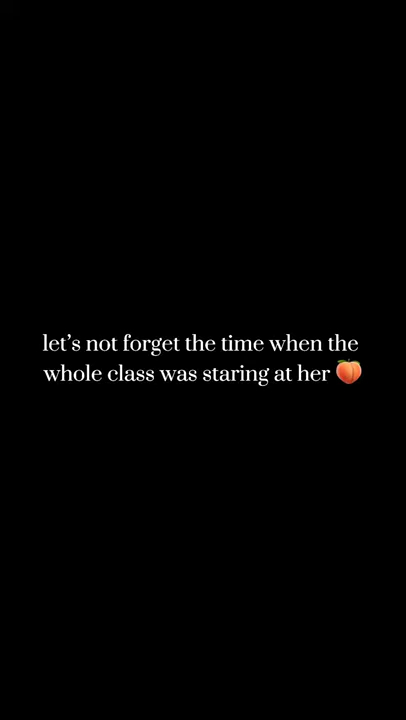 let’s not forget the time when the
whole class was staring at her 🍑